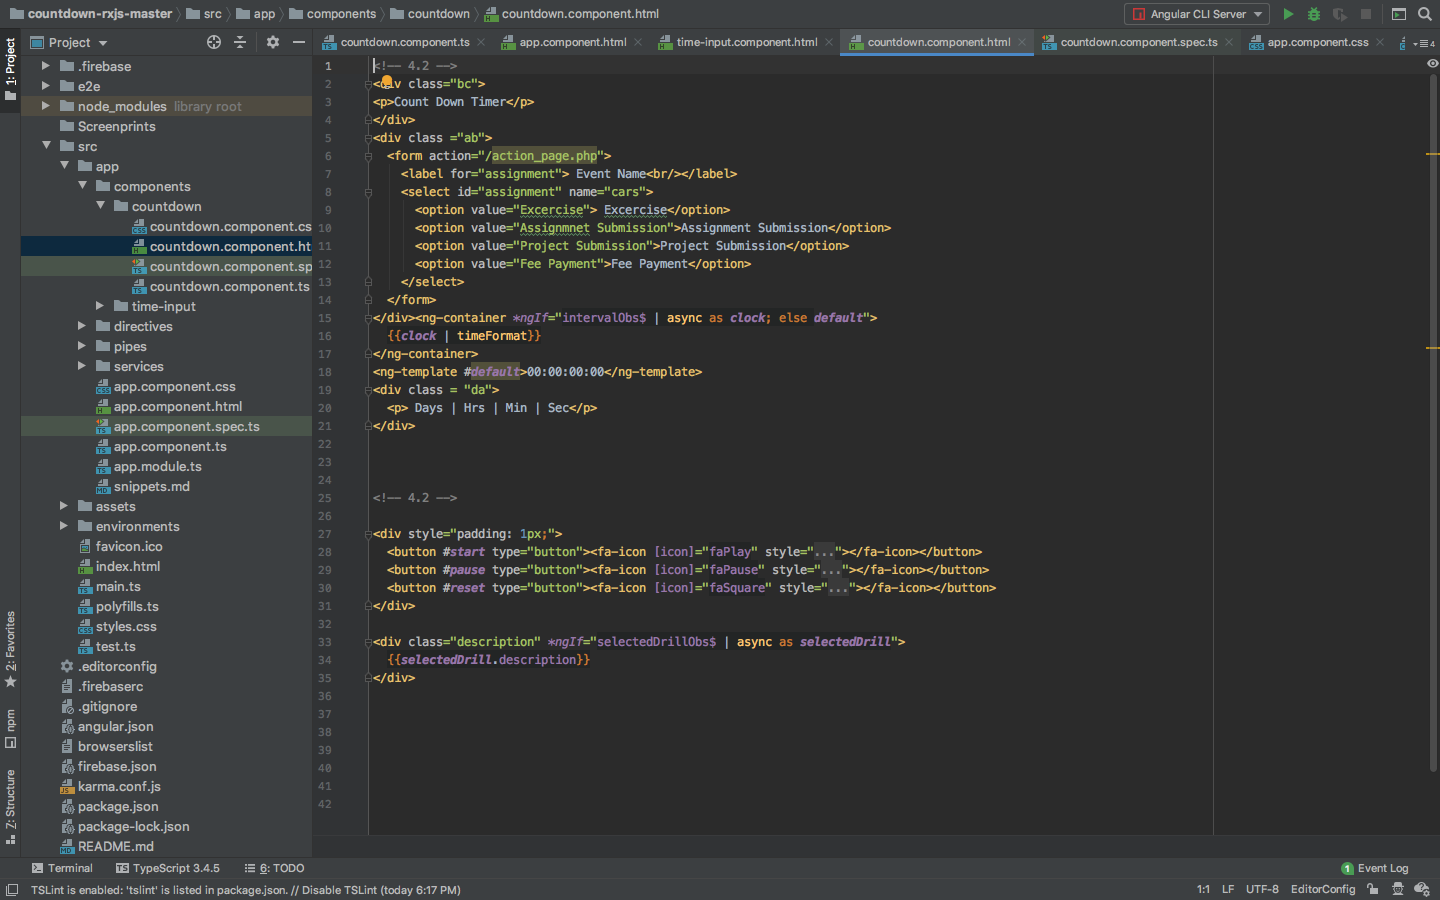 countdown-rxjs-master src app components countdown countdown.component.html Angular CLI Server
1: Project
Project
countdown.component.ts app.component.html time-input.component.html countdown.component.html countdown.component.spec.ts app.component.css 4
.firebase
e2e
node_modules library root
Screenprints
src
app
components
countdown
countdown.component.cs
countdown.component.ht
countdown.component.sp
countdown.component.ts
time-input
directives
pipes
services
app.component.css
app.component.html
app.component.spec.ts
app.component.ts
app.module.ts
snippets.md
assets
environments
favicon.ico
index.html
main.ts
polyfills.ts
styles.css
test.ts
.editorconfig
.firebaserc
.gitignore
angular.json
browserslist
firebase.json
karma.conf.js
package.json
package-lock.json
README.md
2: Favorites
npm
7: Structure
1 <!-- 4.2 -->
2 <div class="bc">
3 <p>Count Down Timer</p>
4 </div>
5 <div class ="ab">
6 <form action="/action_page.php">
7 <label for="assignment"> Event Name<br/></label>
8 <select id="assignment" name="cars">
9 <option value="Excercise"> Excercise</option>
10 <option value="Assignmnet Submission">Assignment Submission</option>
11 <option value="Project Submission">Project Submission</option>
12 <option value="Fee Payment">Fee Payment</option>
13 </select>
14 </form>
15 </div><ng-container *ngIf="intervalObs$ | async as clock; else default">
16 {{clock | timeFormat}}
17 </ng-container>
18 <ng-template #default>00:00:00:00</ng-template>
19 <div class = "da">
20 <p> Days | Hrs | Min | Sec</p>
21 </div>
22
23
24
25 <!-- 4.2 -->
26
27 <div style="padding: 1px;">
28 <button #start type="button"><fa-icon [icon]="faPlay" style="..."></fa-icon></button>
29 <button #pause type="button"><fa-icon [icon]="faPause" style="..."></fa-icon></button>
30 <button #reset type="button"><fa-icon [icon]="faSquare" style="..."></fa-icon></button>
31 </div>
32
33 <div class="description" *ngIf="selectedDrillObs$ | async as selectedDrill">
34 {{selectedDrill.description}}
35 </div>
36
37
38
39
40
41
42
Terminal TypeScript 3.4.5 6: TODO 1 Event Log
TSLint is enabled: 'tslint' is listed in package.json. // Disable TSLint (today 6:17 PM) 1:1 LF UTF-8 EditorConfig